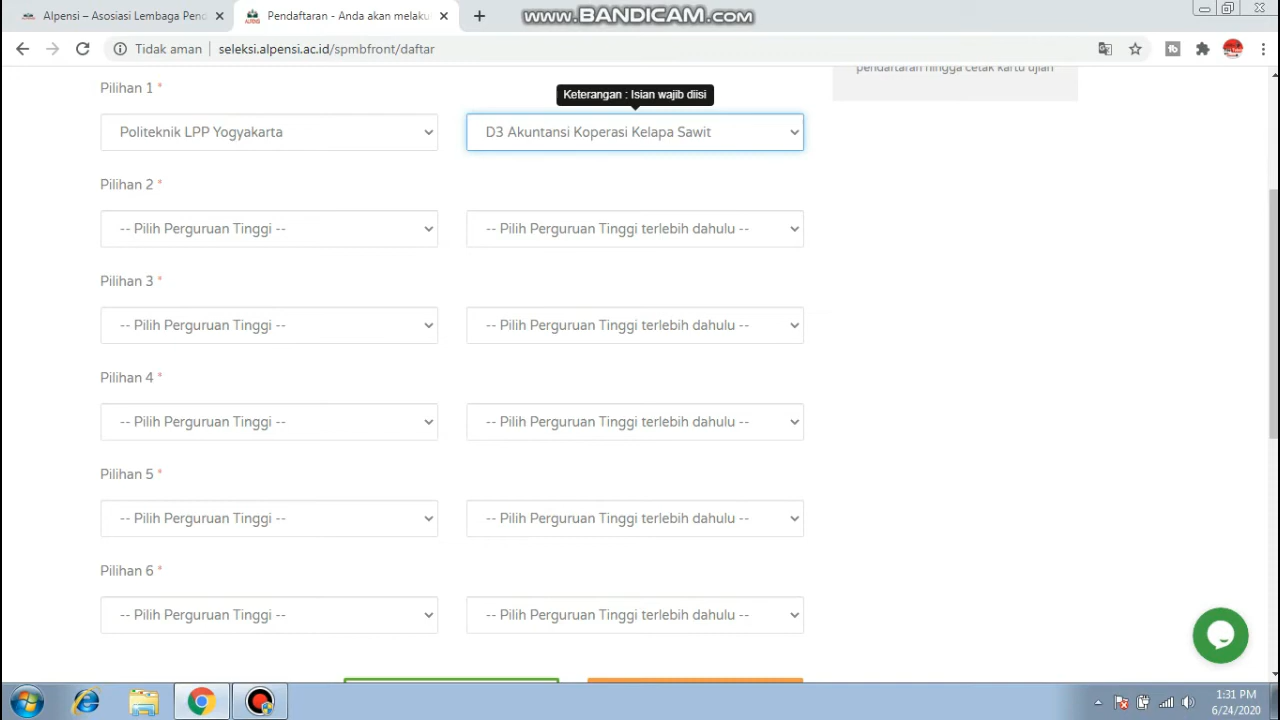 Alpensi – Asosiasi Lembaga Pend
Pendaftaran - Anda akan melaku
www.BANDICAM.com
Tidak aman
seleksi.alpensi.ac.id/spmbfront/daftar
pendaftaran hingga cetak kartu ujian
Pilihan 1 *
Keterangan : Isian wajib diisi
Politeknik LPP Yogyakarta
D3 Akuntansi Koperasi Kelapa Sawit
Pilihan 2 *
-- Pilih Perguruan Tinggi --
-- Pilih Perguruan Tinggi terlebih dahulu --
Pilihan 3 *
-- Pilih Perguruan Tinggi --
-- Pilih Perguruan Tinggi terlebih dahulu --
Pilihan 4 *
-- Pilih Perguruan Tinggi --
-- Pilih Perguruan Tinggi terlebih dahulu --
Pilihan 5 *
-- Pilih Perguruan Tinggi --
-- Pilih Perguruan Tinggi terlebih dahulu --
Pilihan 6 *
-- Pilih Perguruan Tinggi --
-- Pilih Perguruan Tinggi terlebih dahulu --
1:31 PM
6/24/2020